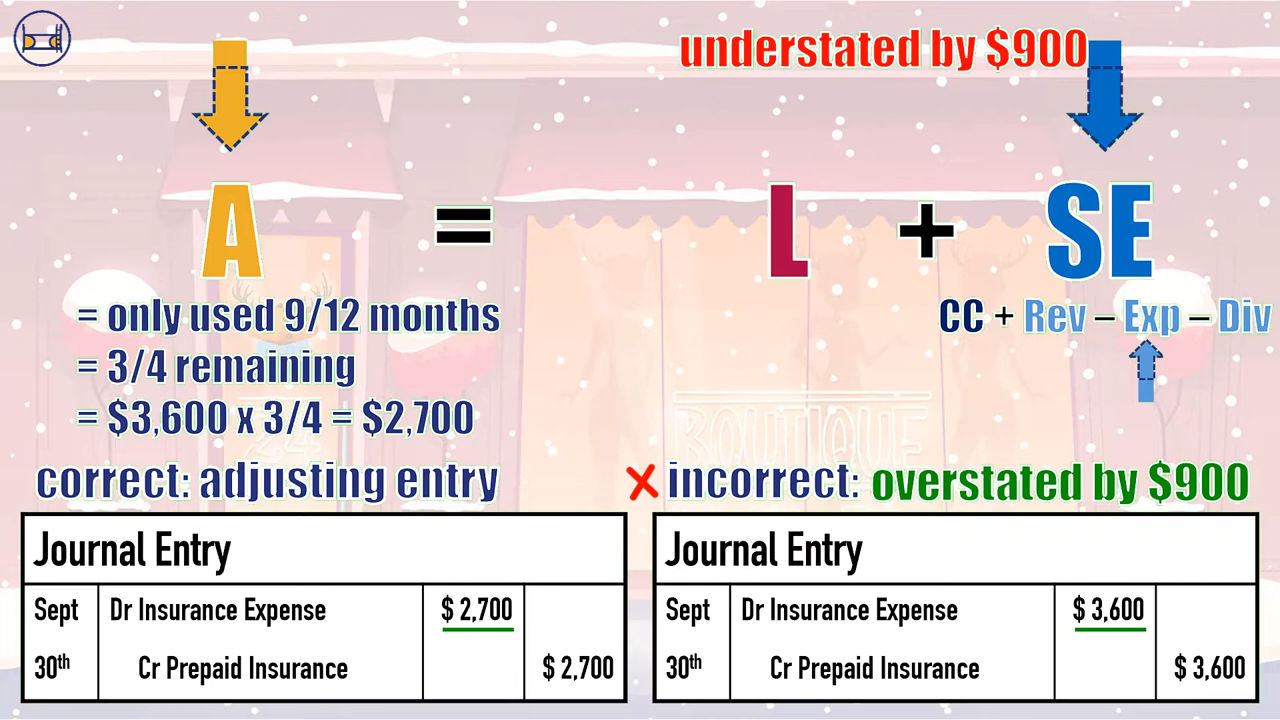 understated by $900
A = L + SE
= only used 9/12 months
CC + Rev – Exp – Div
= 3/4 remaining
= $3,600 x 3/4 = $2,700
BOUTIQUE
correct: adjusting entry
✗ incorrect: overstated by $900
Journal Entry
Sept Dr Insurance Expense $ 2,700
30th Cr Prepaid Insurance $ 2,700
Journal Entry
Sept Dr Insurance Expense $ 3,600
30th Cr Prepaid Insurance $ 3,600